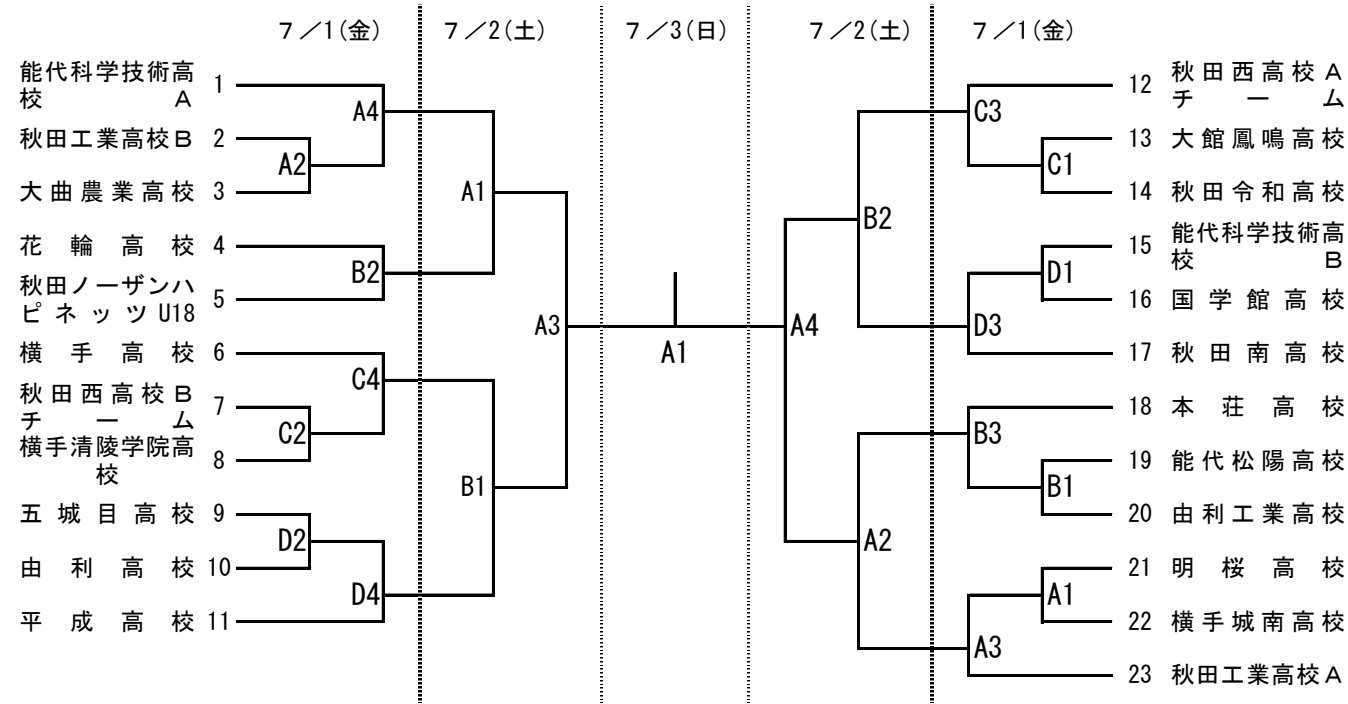 7／1(金) 7／2(土) 7／3(日) 7／2(土) 7／1(金)
能代科学技術高
校 A
1
秋田工業高校B 2
大曲農業高校 3
花輪高校 4
秋田ノーザンハ
ピネッツU18
5
横手高校 6
秋田西高校B
チーム
7
横手清陵学院高
校
8
五城目高校 9
由利高校 10
平成高校 11
A4
A2
B2
C4
C2
D2
D4
A1
B1
A3
A1
A4
B2
A2
C3
C1
D1
D3
B3
B1
A1
A3
12 秋田西高校A
チーム
13 大館鳳鳴高校
14 秋田令和高校
15 能代科学技術高
校 B
16 国学館高校
17 秋田南高校
18 本荘高校
19 能代松陽高校
20 由利工業高校
21 明桜高校
22 横手城南高校
23 秋田工業高校A